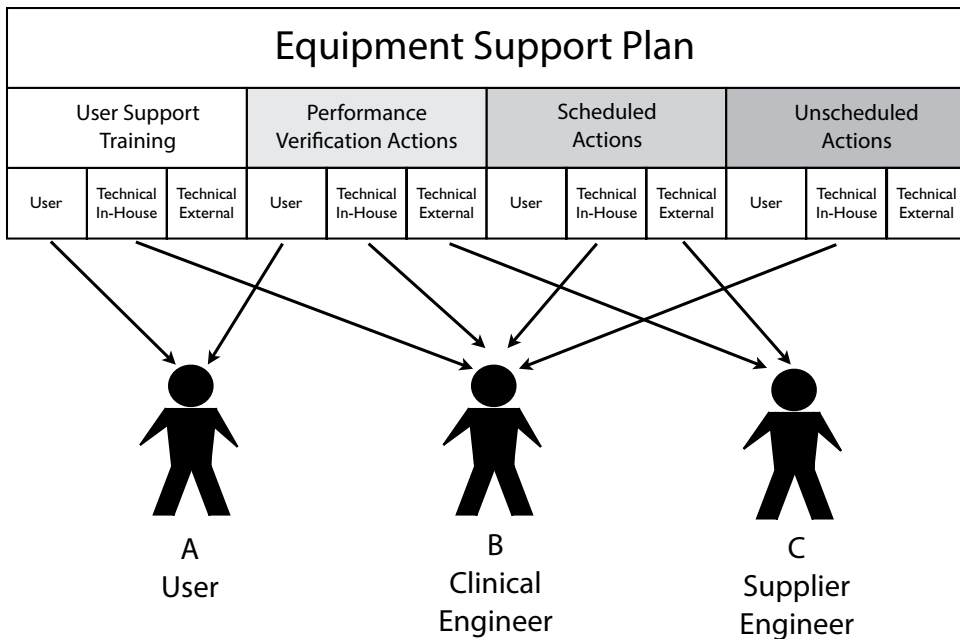 Equipment Support Plan
User Support
Training
Performance
Verification Actions
Scheduled
Actions
Unscheduled
Actions
User
Technical
In-House
Technical
External
User
Technical
In-House
Technical
External
User
Technical
In-House
Technical
External
User
Technical
In-House
Technical
External
A
User
B
Clinical
Engineer
C
Supplier
Engineer